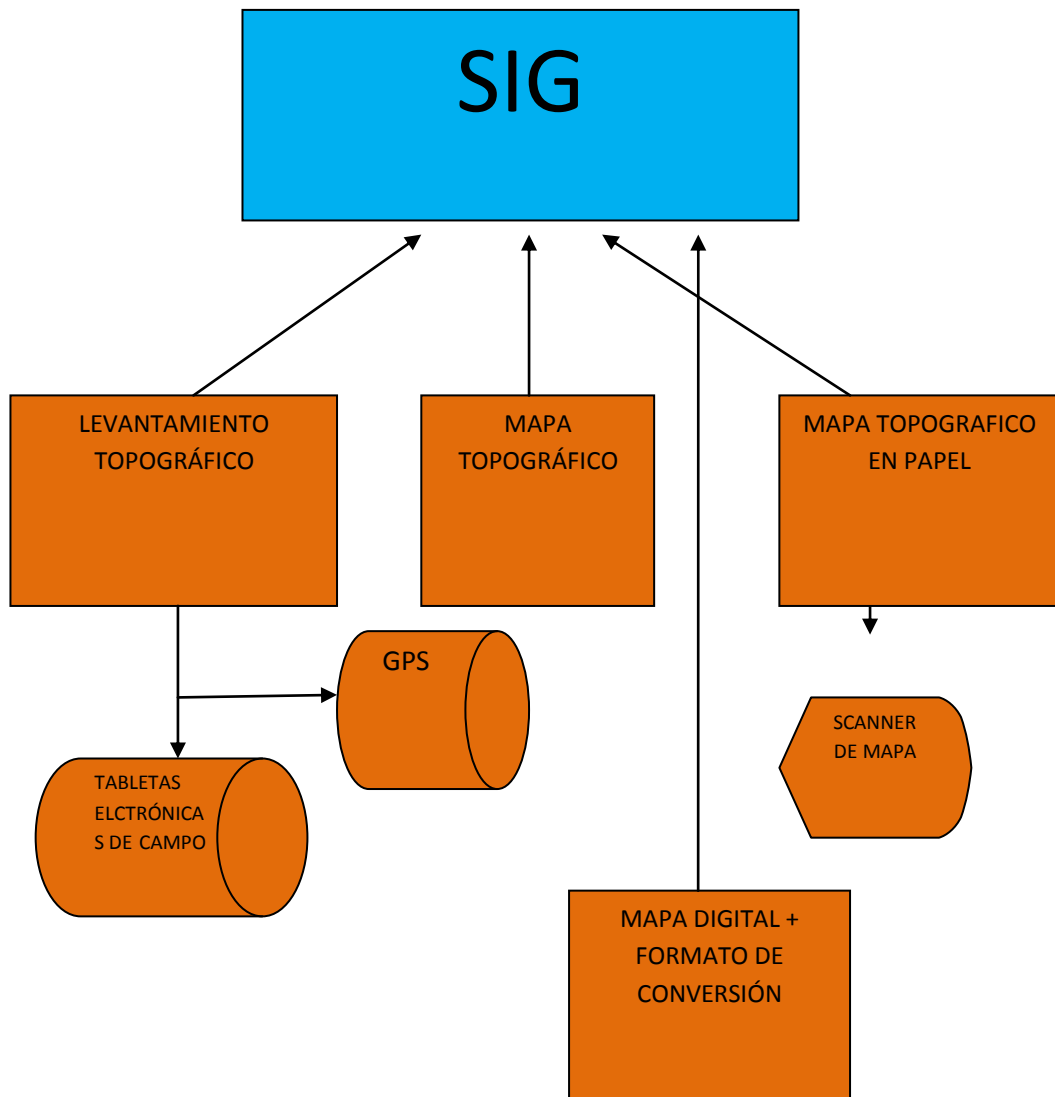 SIG
LEVANTAMIENTO
TOPOGRÁFICO
MAPA
TOPOGRÁFICO
MAPA TOPOGRAFICO
EN PAPEL
GPS
TABLETAS
ELCTRÓNICA
S DE CAMPO
SCANNER
DE MAPA
MAPA DIGITAL +
FORMATO DE
CONVERSIÓN